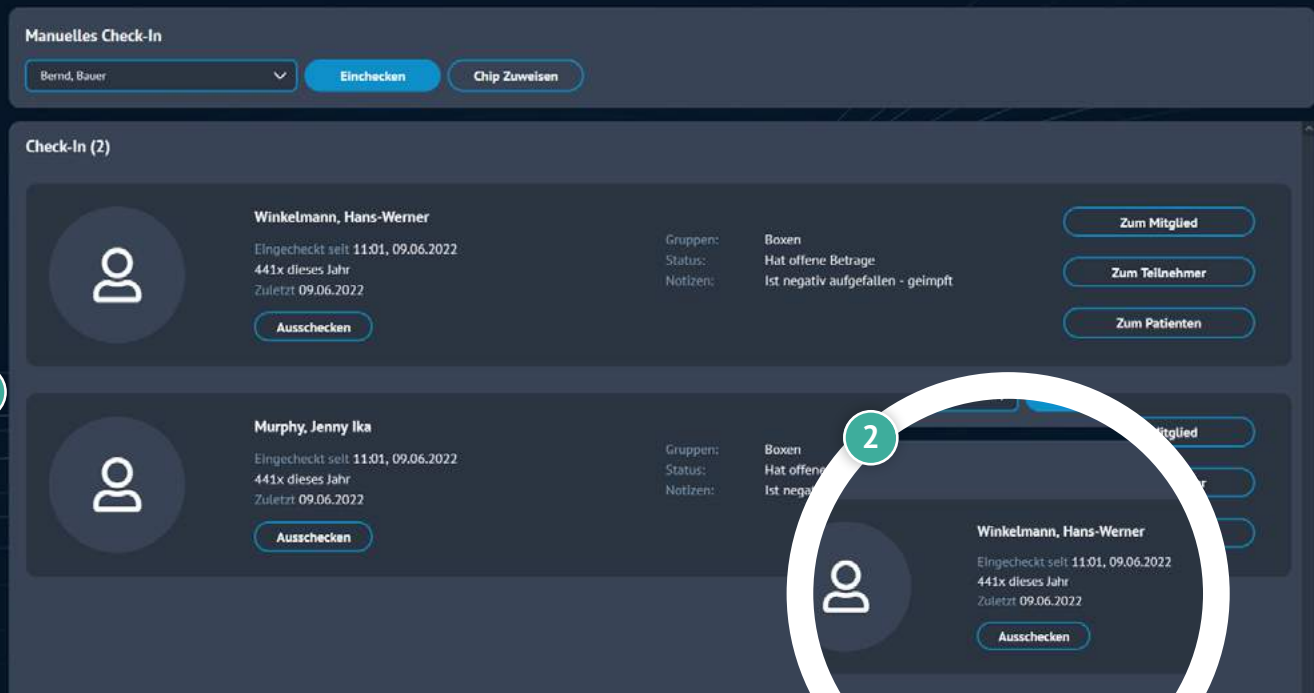 Manuelles Check-In
Bernd, Bauer
Einchecken
Chip Zuweisen
Check-In (2)
Winkelmann, Hans-Werner
Eingecheckt seit 11:01, 09.06.2022
441x dieses Jahr
Zuletzt 09.06.2022
Ausschecken
Gruppen: Boxen
Status: Hat offene Betrage
Notizen: Ist negativ aufgefallen - geimpft
Zum Mitglied
Zum Teilnehmer
Zum Patienten
Murphy, Jenny Ika
Eingecheckt seit 11:01, 09.06.2022
441x dieses Jahr
Zuletzt 09.06.2022
Ausschecken
Gruppen: Boxen
Status: Hat offene
Notizen: Ist nega
itglied
2
Winkelmann, Hans-Werner
Eingecheckt seit 11:01, 09.06.2022
441x dieses Jahr
Zuletzt 09.06.2022
Ausschecken